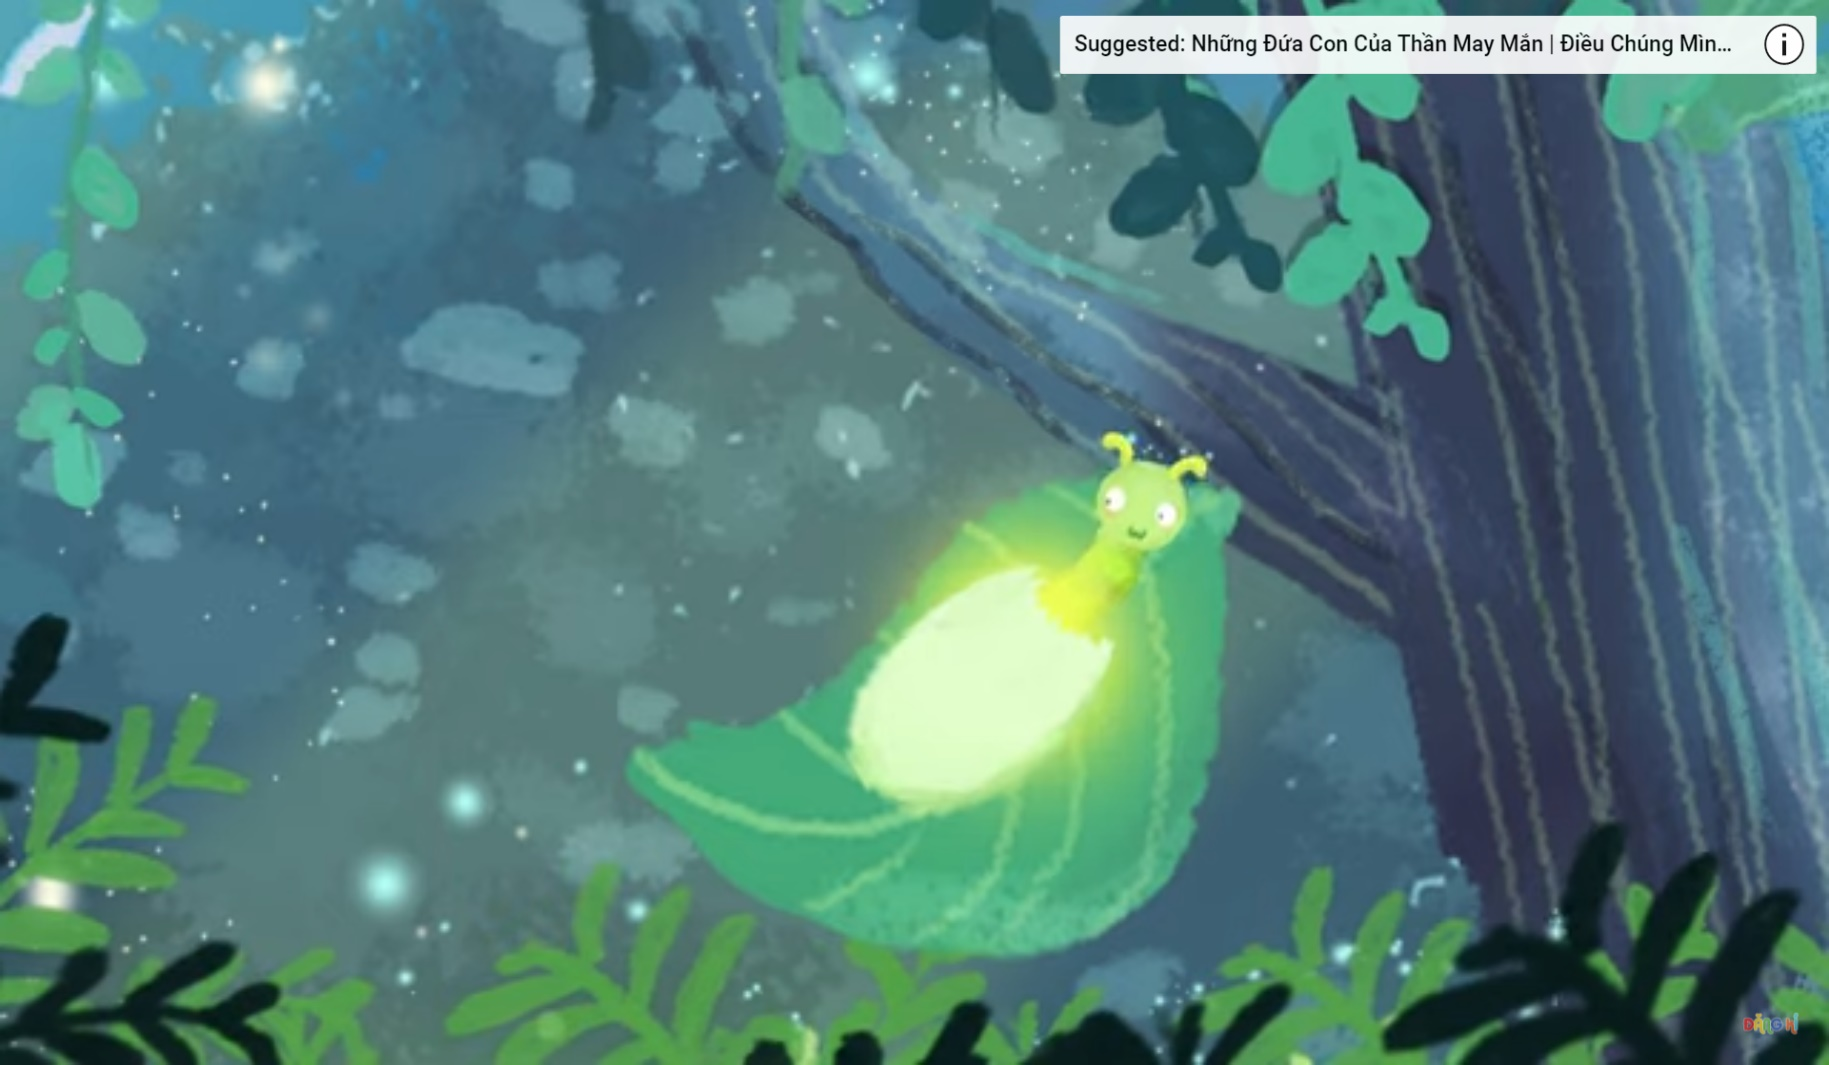 Suggested: Những Đứa Con Của Thần May Mắn | Điều Chúng Mìn...